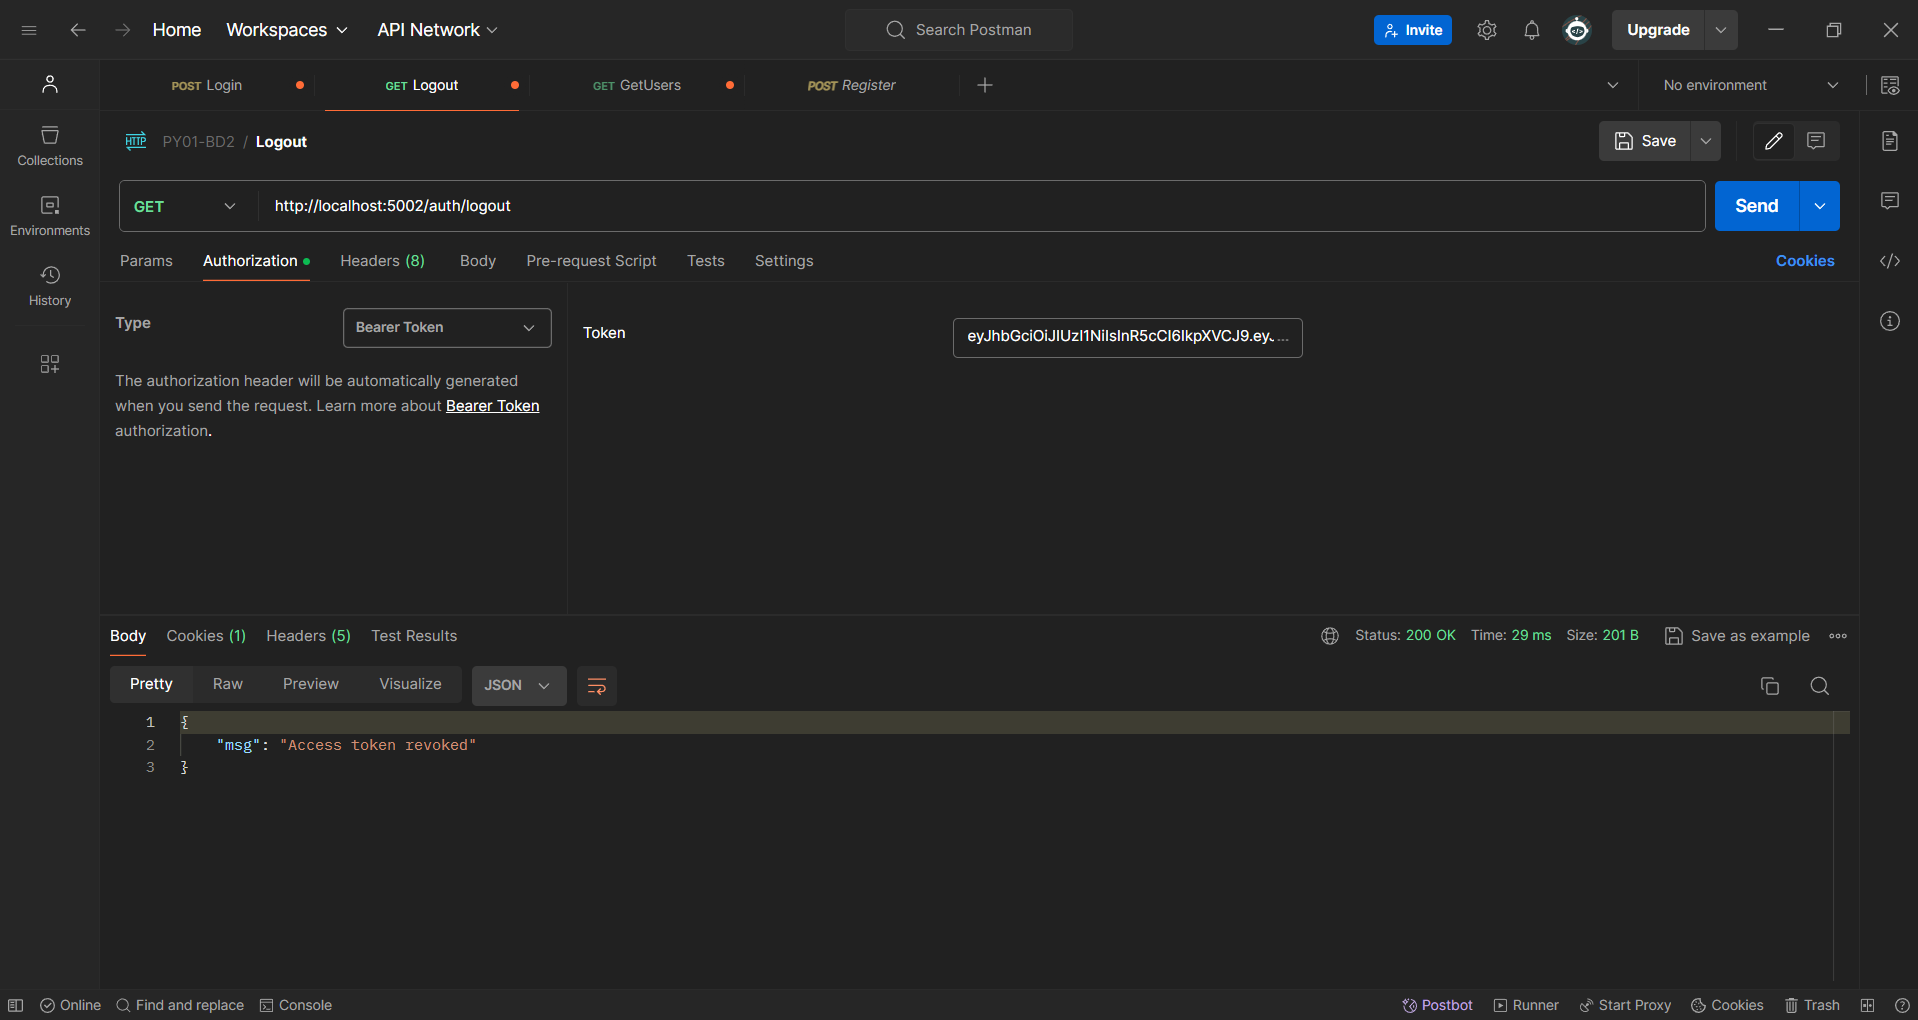 Home Workspaces API Network Search Postman Invite Upgrade
POST Login GET Logout GET GetUsers POST Register No environment
HTTP PY01-BD2 / Logout Save
Collections
Environments
History
GET http://localhost:5002/auth/logout Send
Params Authorization Headers (8) Body Pre-request Script Tests Settings Cookies
Type Bearer Token
Token eyJhbGciOiJIUzI1NiIsInR5cCI6IkpXVCJ9.eyJ...
The authorization header will be automatically generated
when you send the request. Learn more about Bearer Token
authorization.
Body Cookies (1) Headers (5) Test Results Status: 200 OK Time: 29 ms Size: 201 B Save as example
Pretty Raw Preview Visualize JSON
1 {
2 "msg": "Access token revoked"
3 }
Online Find and replace Console Postbot Runner Start Proxy Cookies Trash